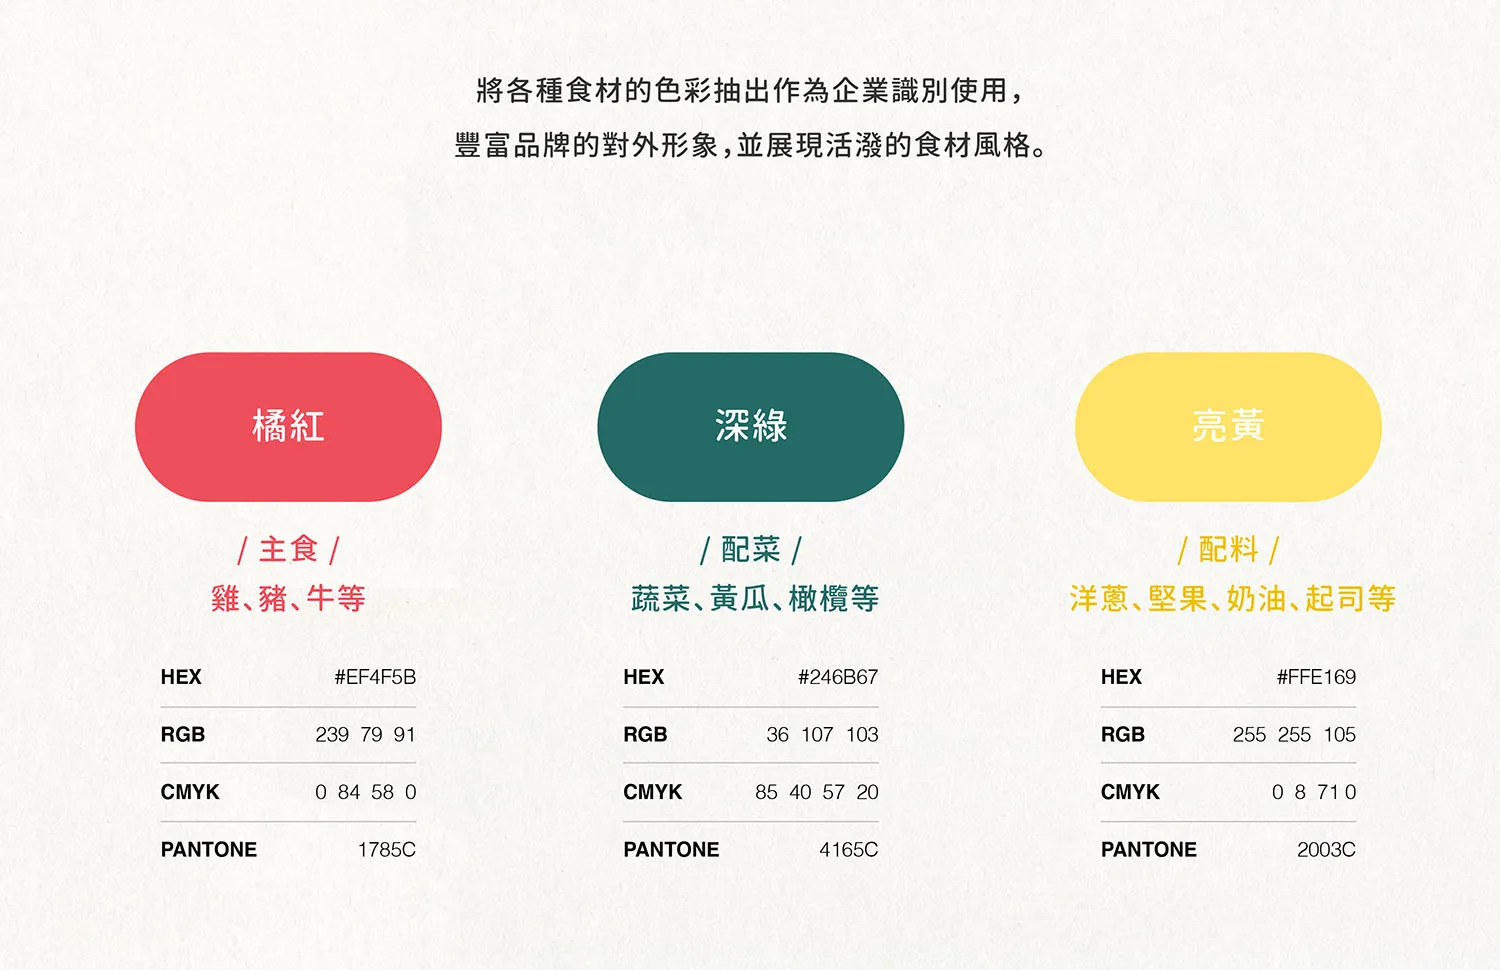 將各種食材的色彩抽出作為企業識別使用，
豐富品牌的對外形象，並展現活潑的食材風格。
橘紅
/ 主食 /
雞、豬、牛等
HEX #EF4F5B
RGB 239 79 91
CMYK 0 84 58 0
PANTONE 1785C
深綠
/ 配菜 /
蔬菜、黃瓜、橄欖等
HEX #246B67
RGB 36 107 103
CMYK 85 40 57 20
PANTONE 4165C
亮黃
/ 配料 /
洋蔥、堅果、奶油、起司等
HEX #FFE169
RGB 255 255 105
CMYK 0 8 71 0
PANTONE 2003C